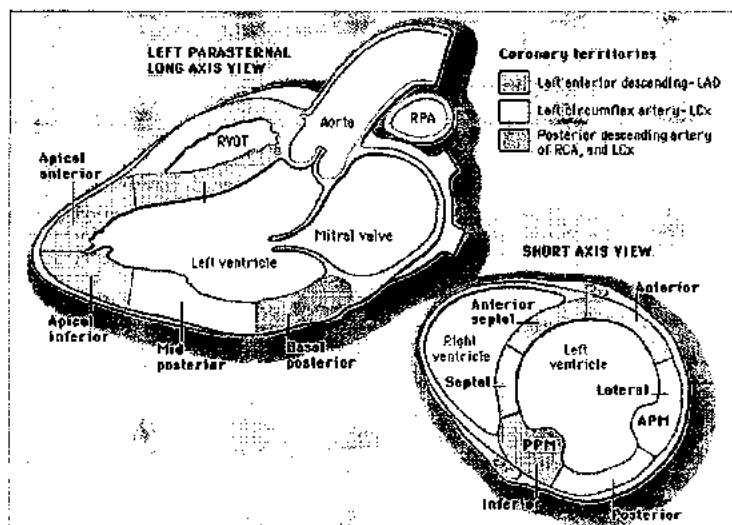 LEFT PARASTERNAL
LONG AXIS VIEW
Coronary territories
Left anterior descending-LAD
Left circumflex artery-LCx
Posterior descending artery
of RCA, and LCx
Aorta
RPA
RVOT
Apical
anterior
Mitral valve
Left ventricle
Apical
inferior
Mid
posterior
Basal
posterior
SHORT AXIS VIEW
Anterior
septal
Anterior
Right
ventricle
Left
ventricle
Septal
Lateral
APM
PPM
Inferior
Posterior